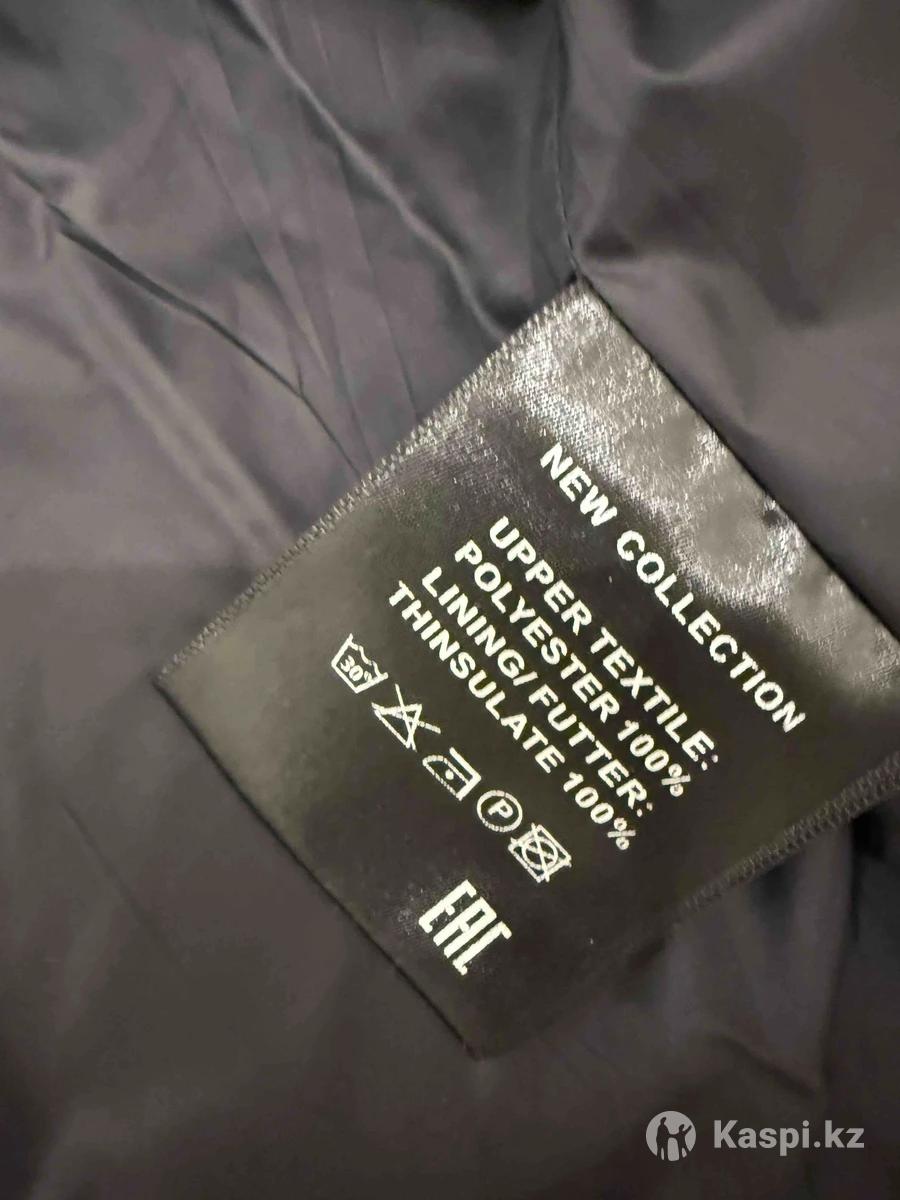 NEW COLLECTION
UPPER TEXTILE:
POLYESTER 100%
LINING/ FUTTER:
THINSULATE 100%
30°
P
EAC
Kaspi.kz